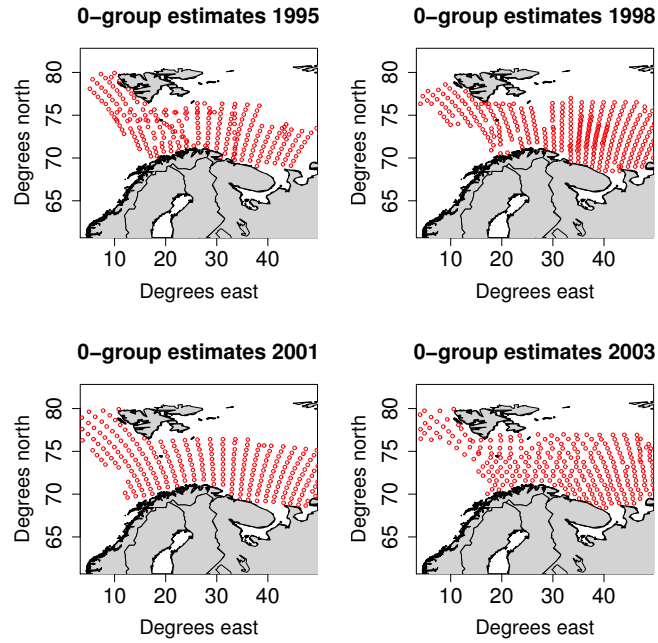 0−group estimates 1995
0−group estimates 1998
80
75
70
65
Degrees north
10 20 30 40
Degrees east
80
75
70
65
Degrees north
10 20 30 40
Degrees east
0−group estimates 2001
0−group estimates 2003
80
75
70
65
Degrees north
10 20 30 40
Degrees east
80
75
70
65
Degrees north
10 20 30 40
Degrees east